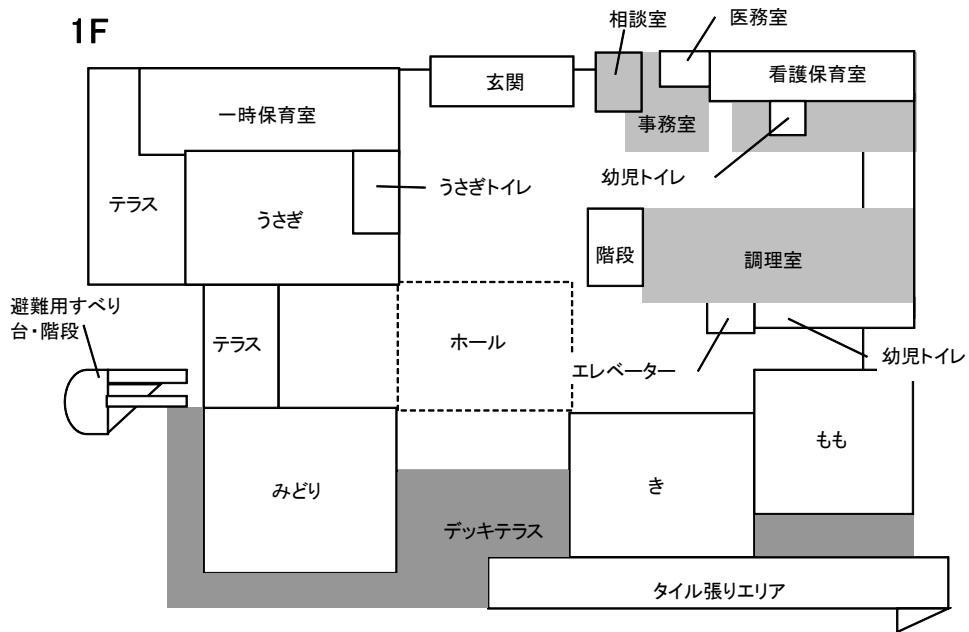 1F
相談室
医務室
玄関
看護保育室
一時保育室
事務室
幼児トイレ
うさぎトイレ
テラス
うさぎ
階段
調理室
避難用すべり
台・階段
テラス
ホール
エレベーター
幼児トイレ
もも
みどり
き
デッキテラス
タイル張りエリア